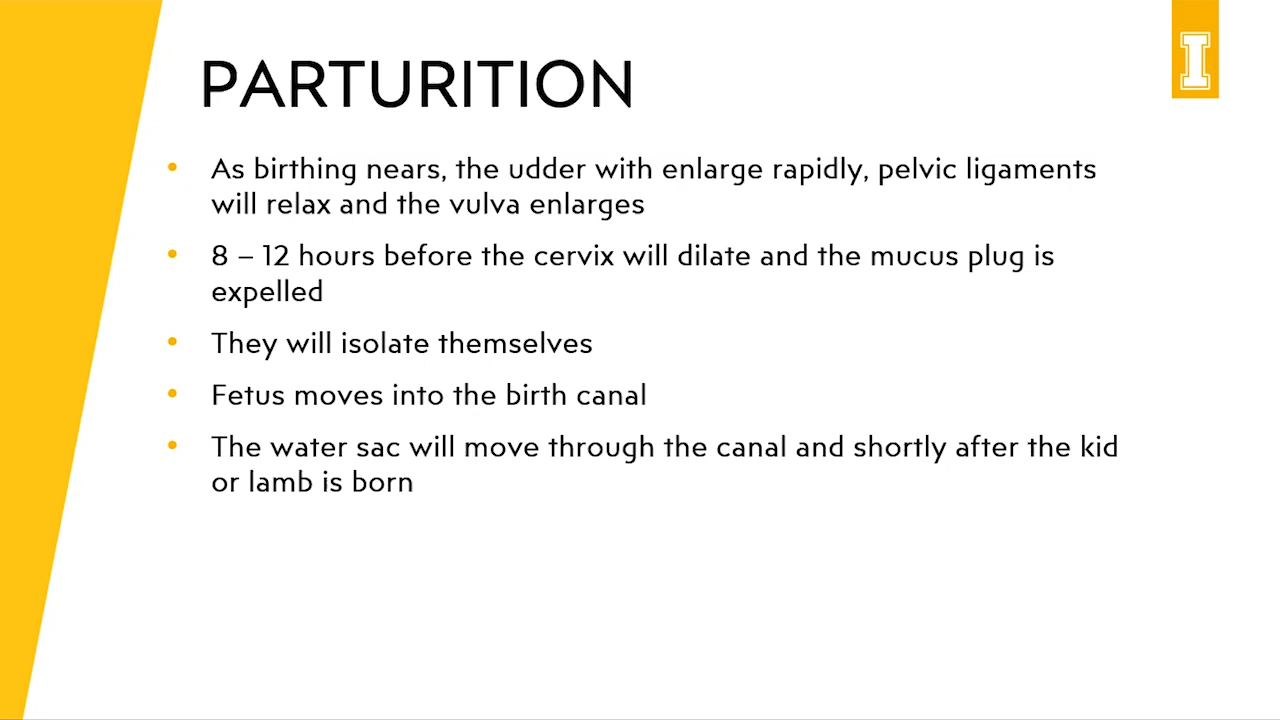 I
PARTURITION
• As birthing nears, the udder with enlarge rapidly, pelvic ligaments
will relax and the vulva enlarges
• 8 – 12 hours before the cervix will dilate and the mucus plug is
expelled
• They will isolate themselves
• Fetus moves into the birth canal
• The water sac will move through the canal and shortly after the kid
or lamb is born